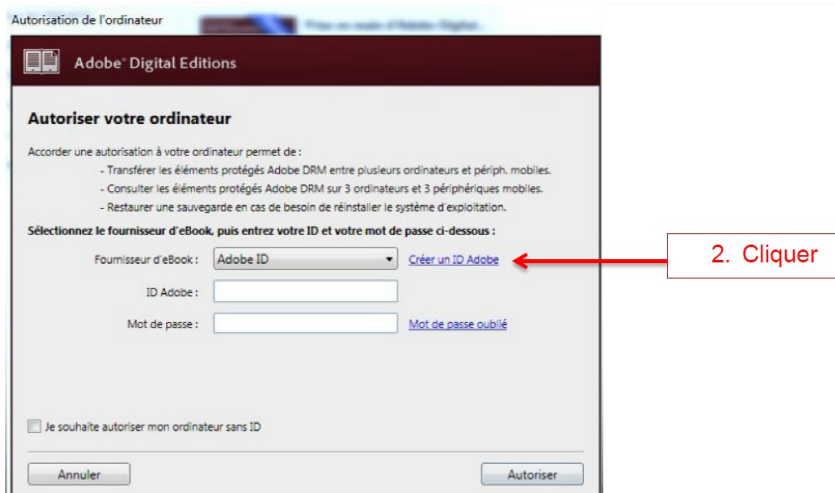 Autorisation de l'ordinateur
Adobe® Digital Editions
Autoriser votre ordinateur
Accorder une autorisation à votre ordinateur permet de :
- Transférer les éléments protégés Adobe DRM entre plusieurs ordinateurs et périph. mobiles.
- Consulter les éléments protégés Adobe DRM sur 3 ordinateurs et 3 périphériques mobiles.
- Restaurer une sauvegarde en cas de besoin de réinstaller le système d'exploitation.
Sélectionnez le fournisseur d'eBook, puis entrez votre ID et votre mot de passe ci-dessous :
Fournisseur d'eBook : Adobe ID Créer un ID Adobe
2. Cliquer
ID Adobe :
Mot de passe : Mot de passe oublié
Je souhaite autoriser mon ordinateur sans ID
Annuler Autoriser